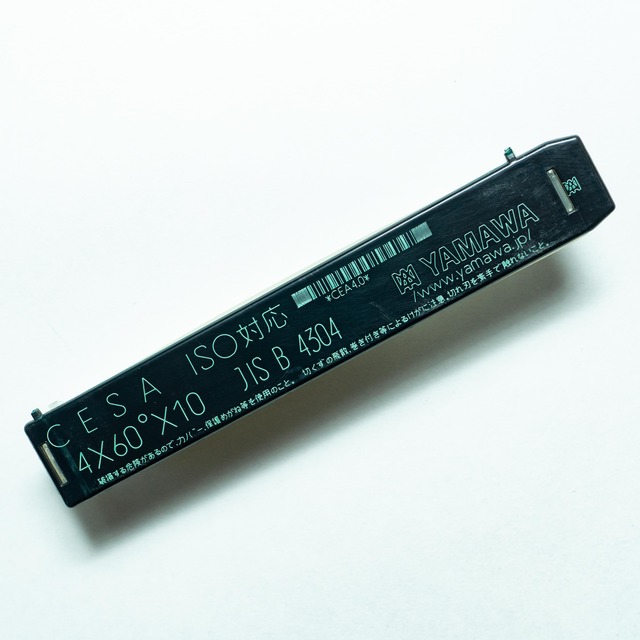 CESA ISO対応
*CEA4.0*
YAMAWA
4X60°X10 JIS B 4304
/www.yamawa.jp/
破損する危険があるので、カバー、保護めがね等を使用のこと。切くずの飛散、巻き付き等によるけがに注意、切れ刃を素手で触れないこと。